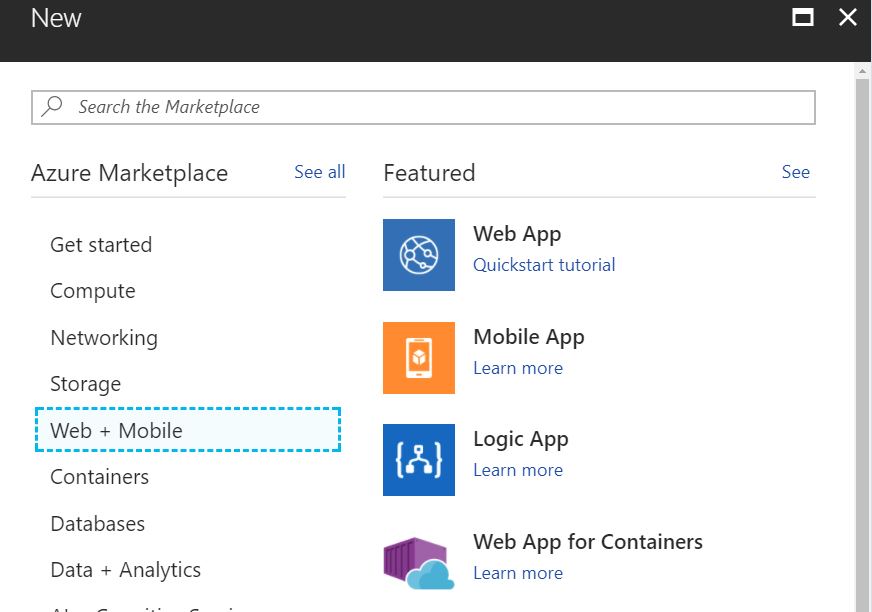 New
Search the Marketplace
Azure Marketplace
See all
Get started
Compute
Networking
Storage
Web + Mobile
Containers
Databases
Data + Analytics
Featured
See
Web App
Quickstart tutorial
Mobile App
Learn more
Logic App
Learn more
Web App for Containers
Learn more